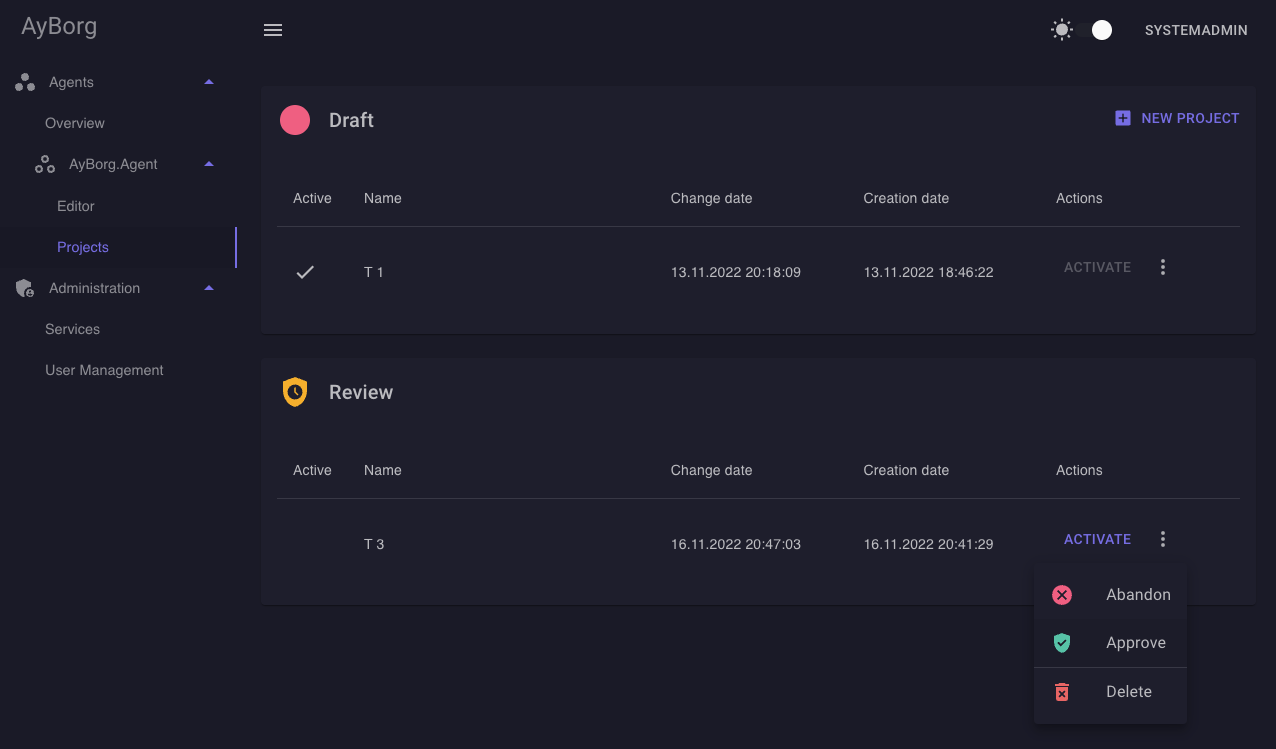 AyBorg
SYSTEMADMIN
Agents
Overview
AyBorg.Agent
Editor
Projects
Administration
Services
User Management
Draft
NEW PROJECT
Active Name Change date Creation date Actions
T 1 13.11.2022 20:18:09 13.11.2022 18:46:22 ACTIVATE
Review
Active Name Change date Creation date Actions
T 3 16.11.2022 20:47:03 16.11.2022 20:41:29 ACTIVATE
Abandon
Approve
Delete